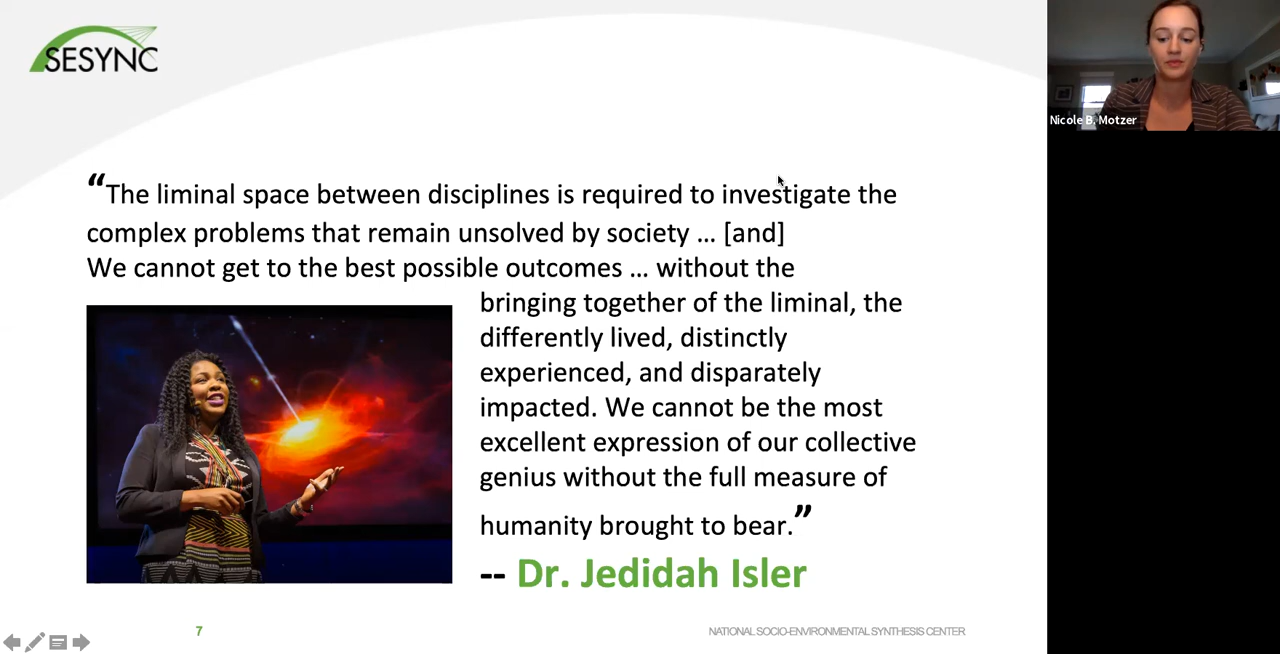 SESYNC
“The liminal space between disciplines is required to investigate the
complex problems that remain unsolved by society ... [and]
We cannot get to the best possible outcomes ... without the
bringing together of the liminal, the
differently lived, distinctly
experienced, and disparately
impacted. We cannot be the most
excellent expression of our collective
genius without the full measure of
humanity brought to bear.”
-- Dr. Jedidah Isler
7
NATIONAL SOCIO-ENVIRONMENTAL SYNTHESIS CENTER
Nicole B. Motzer